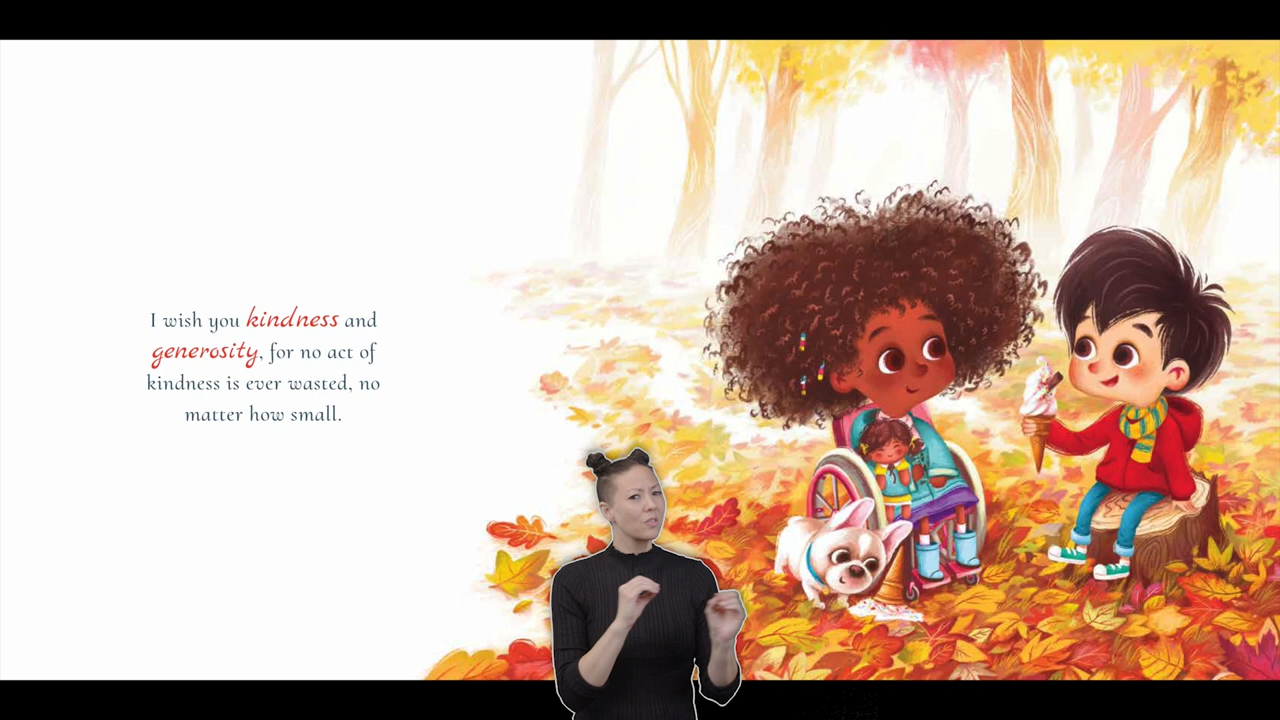 I wish you kindness and
generosity, for no act of
kindness is ever wasted, no
matter how small.